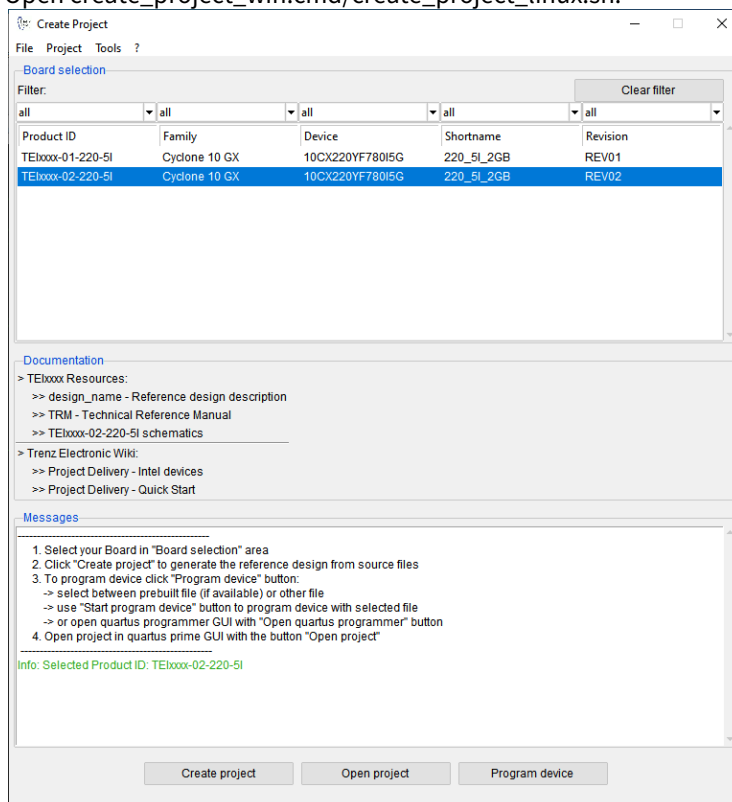 Open create_project_win.cmd/create_project_linux.sh.
Create Project
File Project Tools ?
Board selection
Filter:
Clear filter
all all all all all
Product ID Family Device Shortname Revision
TEIxxxx-01-220-5I Cyclone 10 GX 10CX220YF780I5G 220_5I_2GB REV01
TEIxxxx-02-220-5I Cyclone 10 GX 10CX220YF780I5G 220_5I_2GB REV02
Documentation
> TEIxxxx Resources:
>> design_name - Reference design description
>> TRM - Technical Reference Manual
>> TEIxxxx-02-220-5I schematics
> Trenz Electronic Wiki:
>> Project Delivery - Intel devices
>> Project Delivery - Quick Start
Messages
--------------------------------------------------
1. Select your Board in "Board selection" area
2. Click "Create project" to generate the reference design from source files
3. To program device click "Program device" button:
-> select between prebuilt file (if available) or other file
-> use "Start program device" button to program device with selected file
-> or open quartus programmer GUI with "Open quartus programmer" button
4. Open project in quartus prime GUI with the button "Open project"
--------------------------------------------------
Info: Selected Product ID: TEIxxxx-02-220-5I
Create project Open project Program device